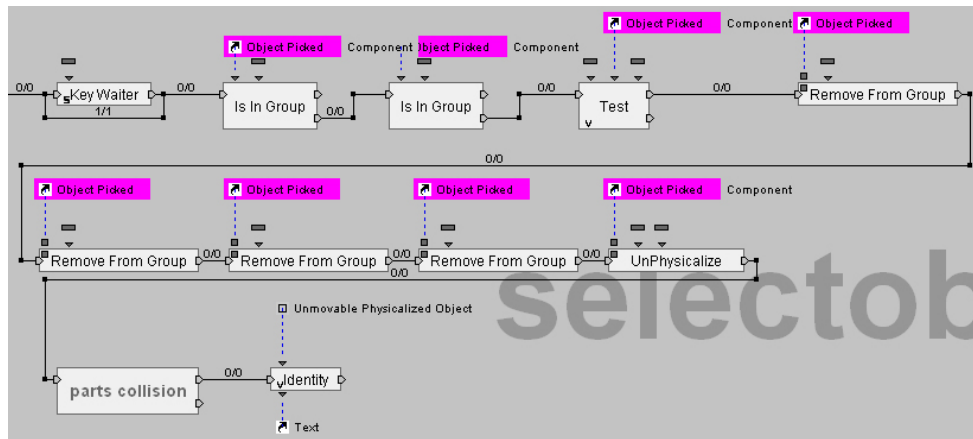 Object Picked Component Object Picked Component Object Picked Component Object Picked
0/0 s Key Waiter 0/0 Is In Group 0/0 Is In Group 0/0 Test 0/0 Remove From Group
1/1
V
0/0
Object Picked Object Picked Object Picked Object Picked Component
Remove From Group 0/0 Remove From Group 0/0 Remove From Group 0/0 UnPhysicalize
0/0
selectob
Unmovable Physicalized Object
parts collision 0/0 V Identity
Text